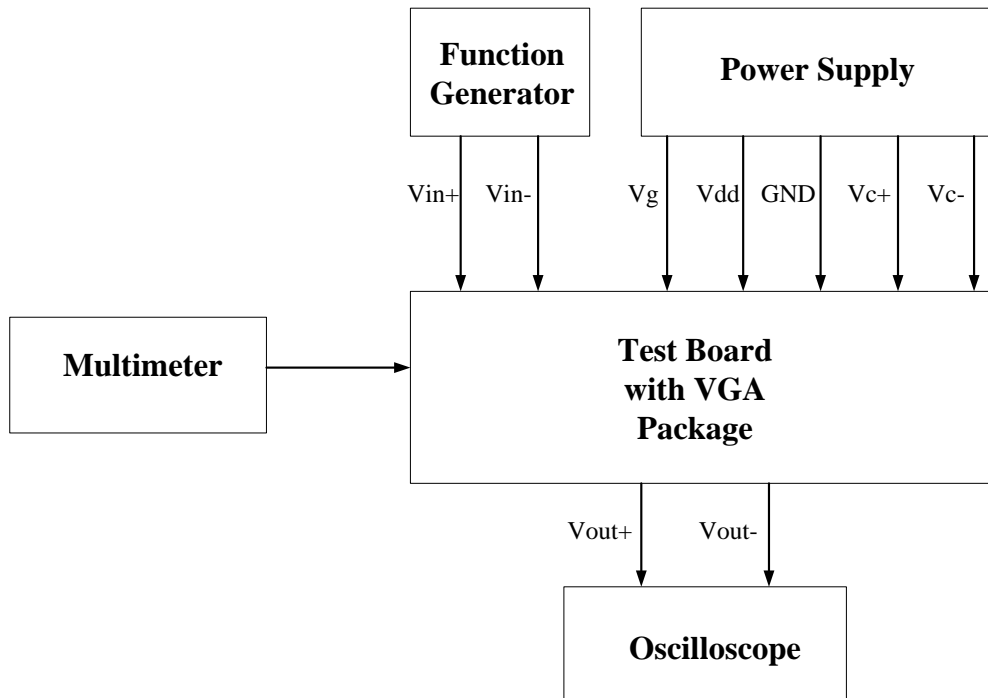 Function
Generator
Power Supply
Vin+
Vin-
Vg
Vdd
GND
Vc+
Vc-
Multimeter
Test Board
with VGA
Package
Vout+
Vout-
Oscilloscope